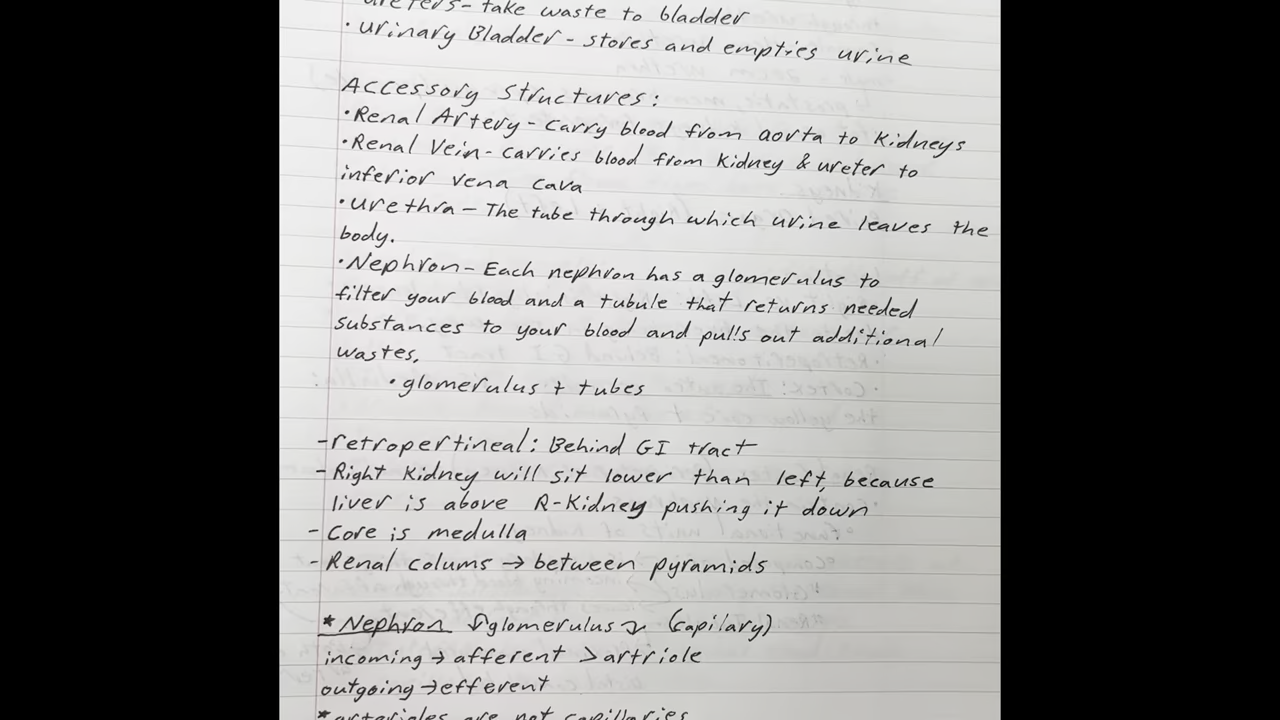 ureters- take waste to bladder
• urinary Bladder - stores and empties urine
Accessory Structures:
• Renal Artery - Carry blood from aorta to Kidneys
• Renal Vein- carries blood from Kidney & ureter to
inferior vena cava
• urethra - The tube through which urine leaves the
body.
• Nephron - Each nephron has a glomerulus to
filter your blood and a tubule that returns needed
substances to your blood and pulls out additional
wastes,
• glomerulus + tubes
- retropertineal: Behind GI tract
- Right Kidney will sit lower than left, because
liver is above R-Kidney pushing it down
- Core is medulla
- Renal colums → between pyramids
* Nephron glomerulus (capilary)
incoming → afferent > artriole
outgoing → efferent
* arterioles are not capillaries